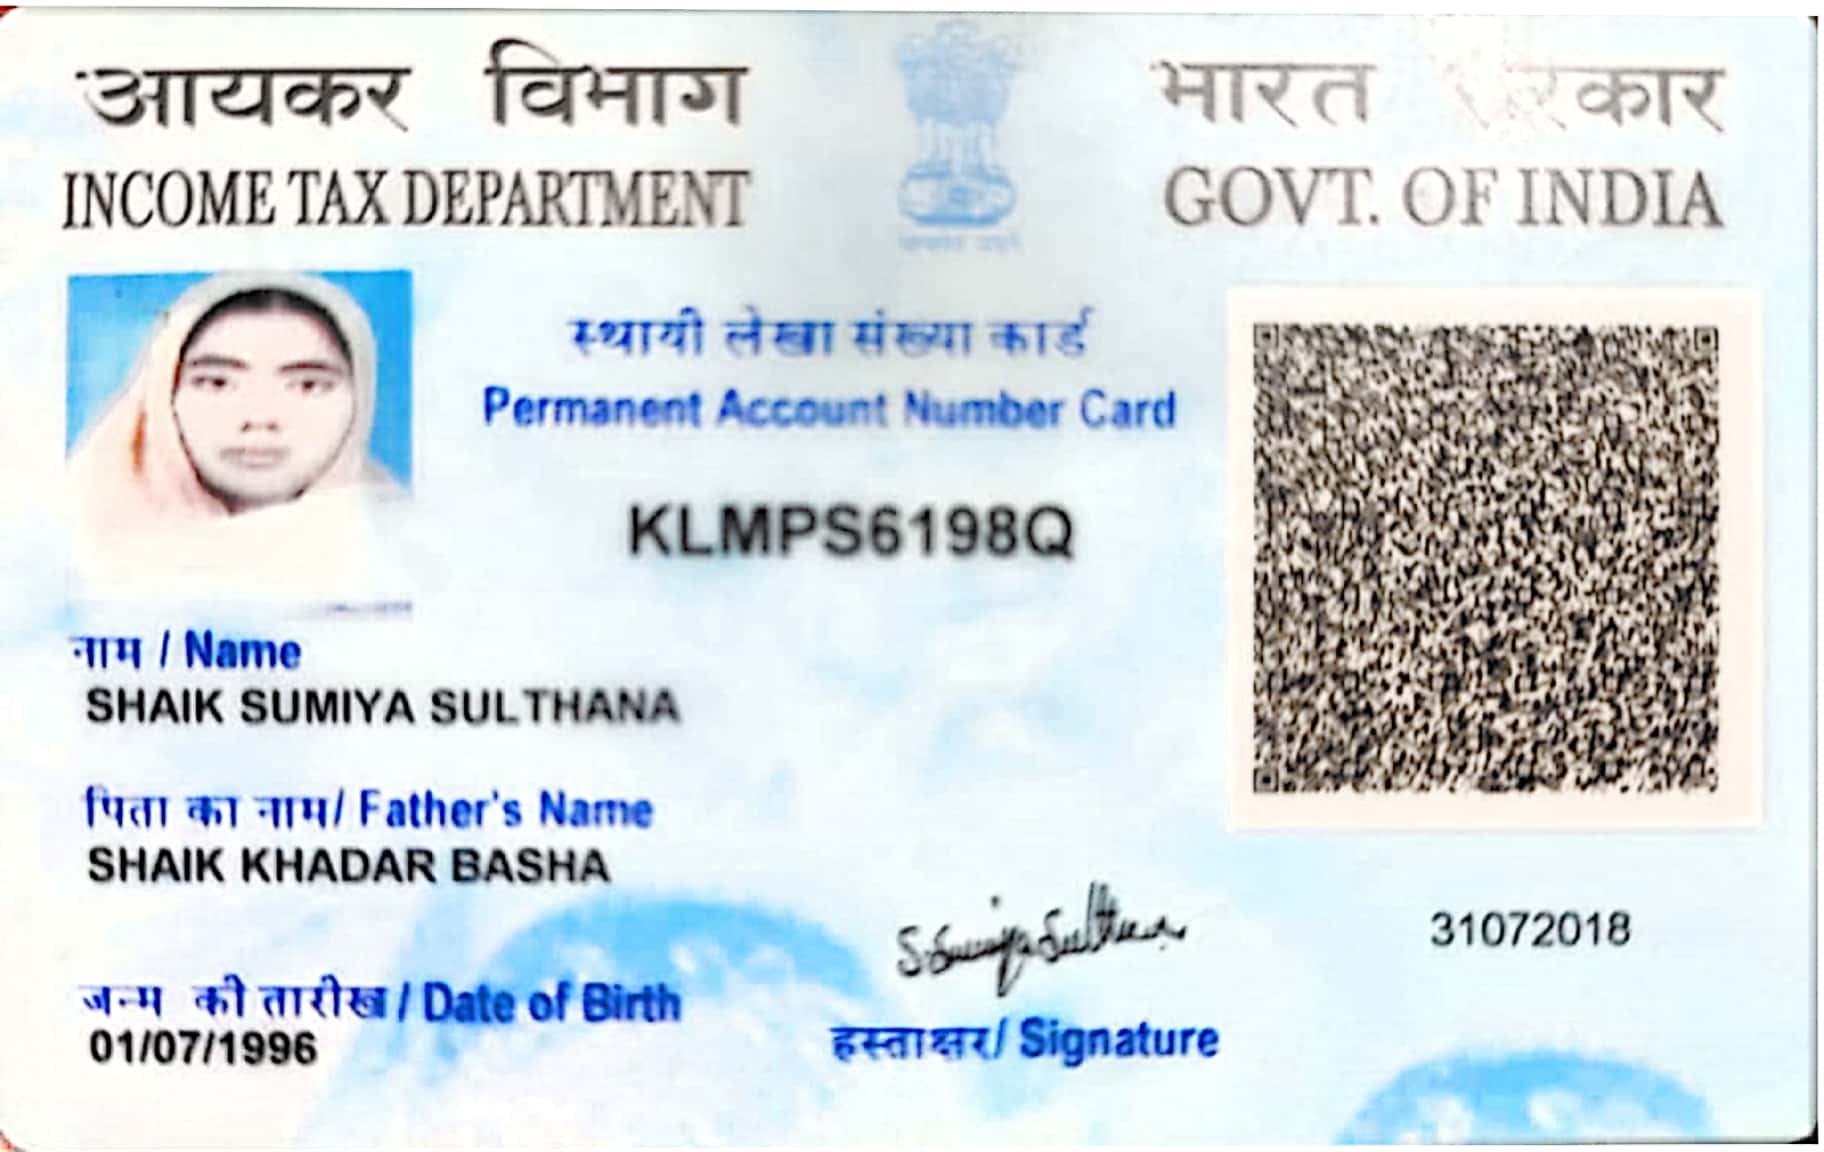 आयकर विभाग
INCOME TAX DEPARTMENT
भारत सरकार
GOVT. OF INDIA
स्थायी लेखा संख्या कार्ड
Permanent Account Number Card
KLMPS6198Q
नाम / Name
SHAIK SUMIYA SULTHANA
पिता का नाम/ Father's Name
SHAIK KHADAR BASHA
जन्म की तारीख / Date of Birth
01/07/1996
S Sumiya Sulthana
हस्ताक्षर/ Signature
31072018